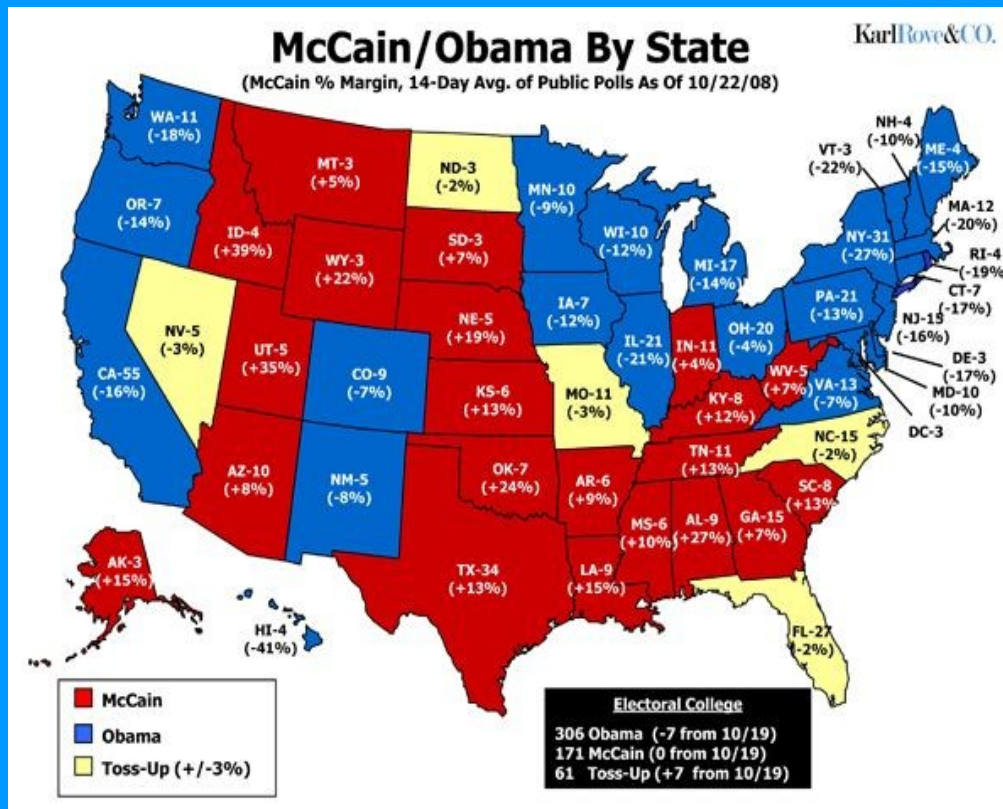 McCain/Obama By State
(McCain % Margin, 14-Day Avg. of Public Polls As Of 10/22/08)
KarlRove&CO.
WA-11
(-18%)
OR-7
(-14%)
CA-55
(-16%)
NV-5
(-3%)
ID-4
(+39%)
MT-3
(+5%)
WY-3
(+22%)
UT-5
(+35%)
CO-9
(-7%)
AZ-10
(+8%)
NM-5
(-8%)
ND-3
(-2%)
SD-3
(+7%)
NE-5
(+19%)
KS-6
(+13%)
OK-7
(+24%)
TX-34
(+13%)
MN-10
(-9%)
IA-7
(-12%)
MO-11
(-3%)
AR-6
(+9%)
LA-9
(+15%)
WI-10
(-12%)
IL-21
(-21%)
MI-17
(-14%)
IN-11
(+4%)
OH-20
(-4%)
KY-8
(+12%)
TN-11
(+13%)
MS-6
(+10%)
AL-9
(+27%)
GA-15
(+7%)
FL-27
(-2%)
SC-8
(+13%
NC-15
(-2%)
VA-13
(-7%)
WV-5
(+7%)
PA-21
(-13%)
NY-31
(-27%)
VT-3
(-22%)
NH-4
(-10%)
ME-4
(-15%)
MA-12
(-20%)
RI-4
(-19%)
CT-7
(-17%)
NJ-15
(-16%)
DE-3
(-17%)
MD-10
(-10%)
DC-3
AK-3
(+15%)
HI-4
(-41%)
McCain
Obama
Toss-Up (+/-3%)
Electoral College
306 Obama (-7 from 10/19)
171 McCain (0 from 10/19)
61 Toss-Up (+7 from 10/19)